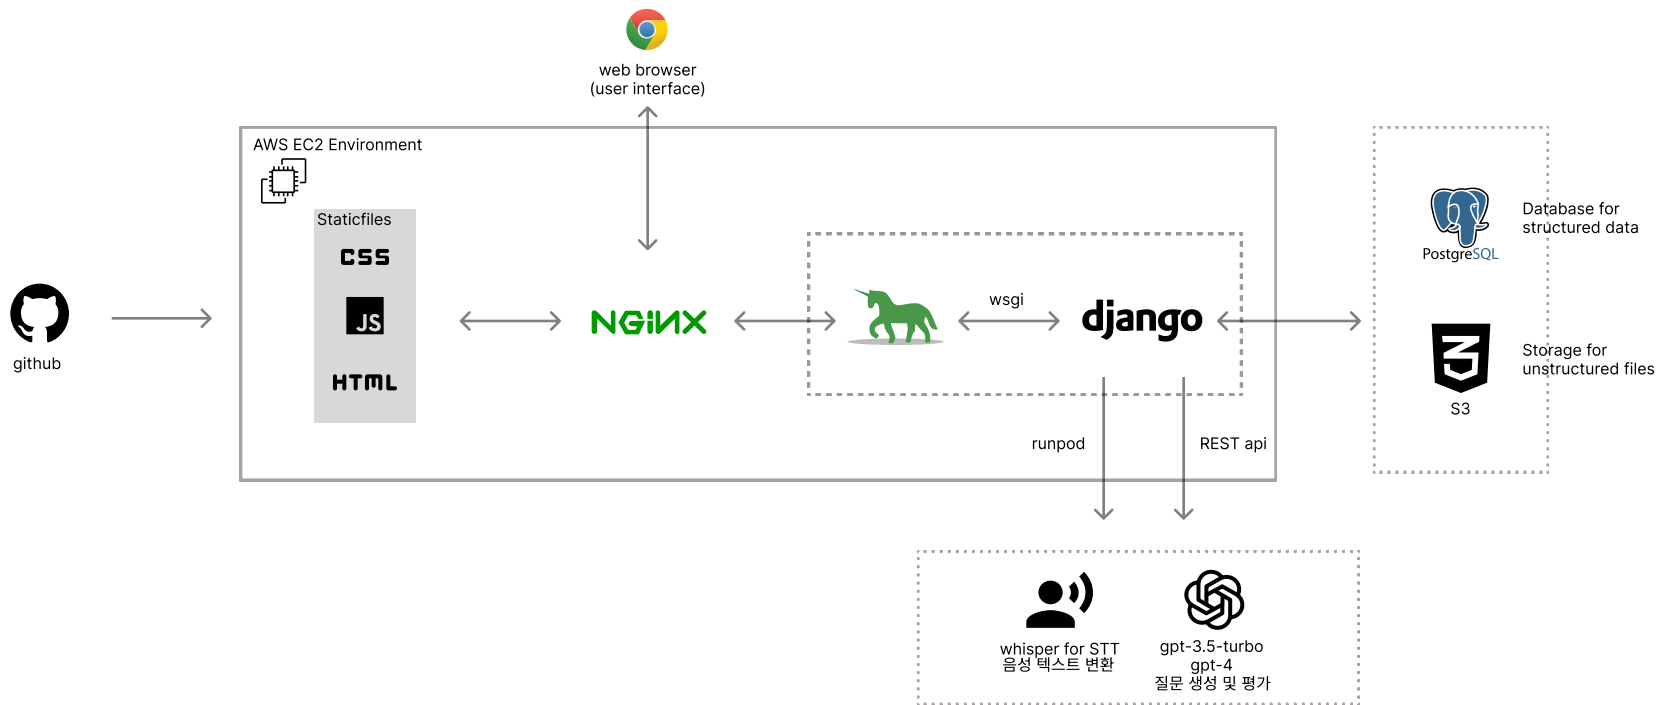 web browser
(user interface)
AWS EC2 Environment
Staticfiles
CSS
JS
HTML
github
NGINX
wsgi
django
PostgreSQL
Database for
structured data
3
S3
Storage for
unstructured files
runpod
REST api
whisper for STT
음성 텍스트 변환
gpt-3.5-turbo
gpt-4
질문 생성 및 평가